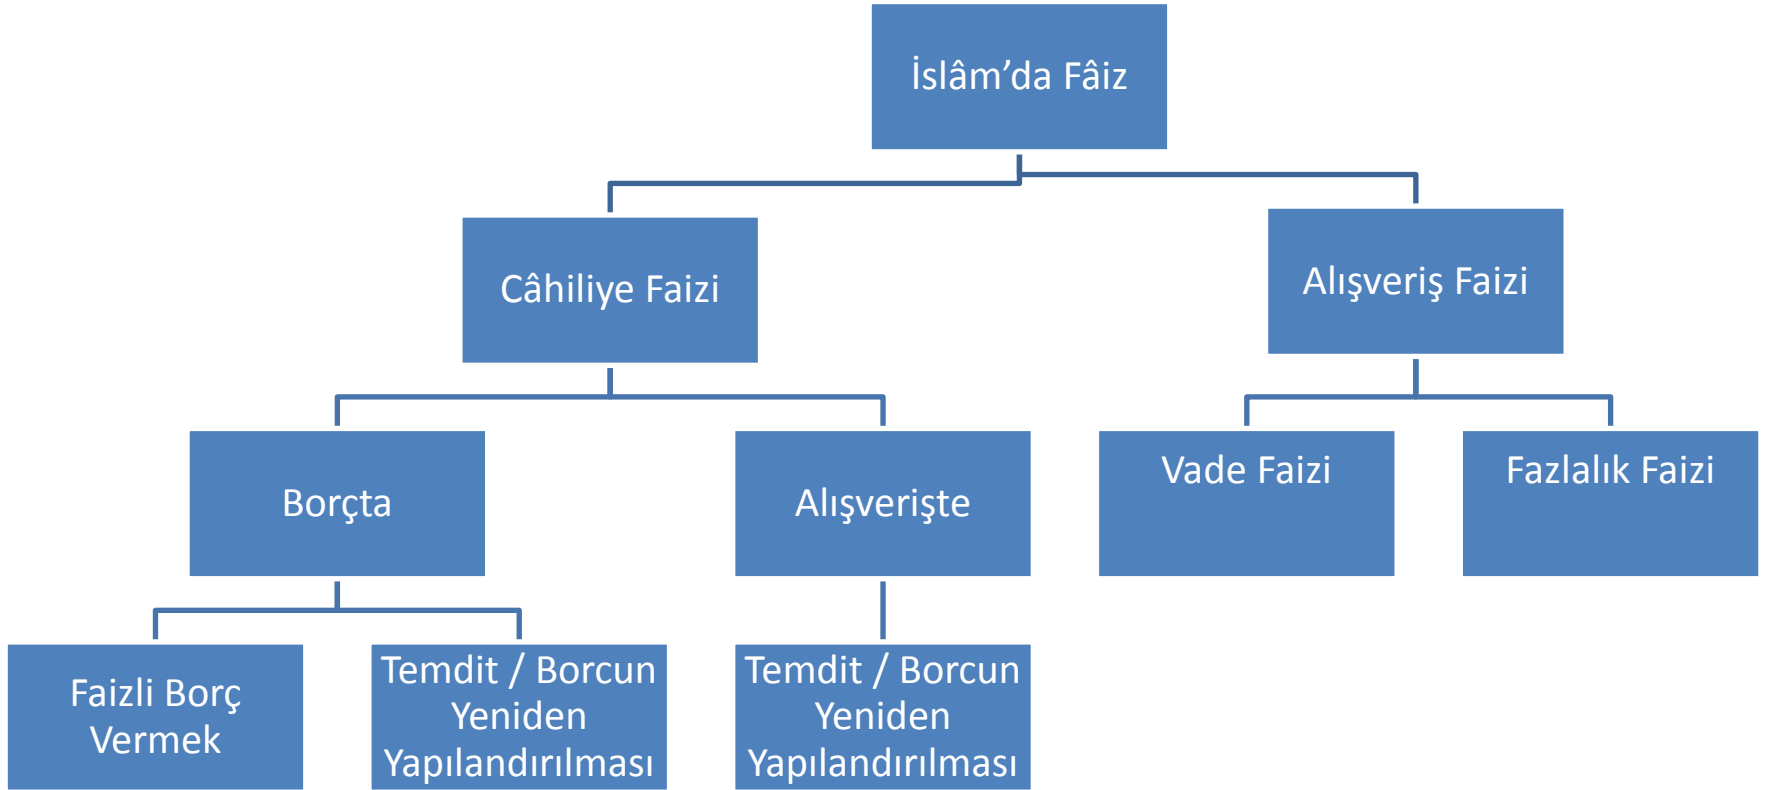 İslâm’da Fâiz
Câhiliye Faizi
Alışveriş Faizi
Borçta
Alışverişte
Vade Faizi
Fazlalık Faizi
Faizli Borç
Vermek
Temdit / Borcun
Yeniden
Yapılandırılması
Temdit / Borcun
Yeniden
Yapılandırılması